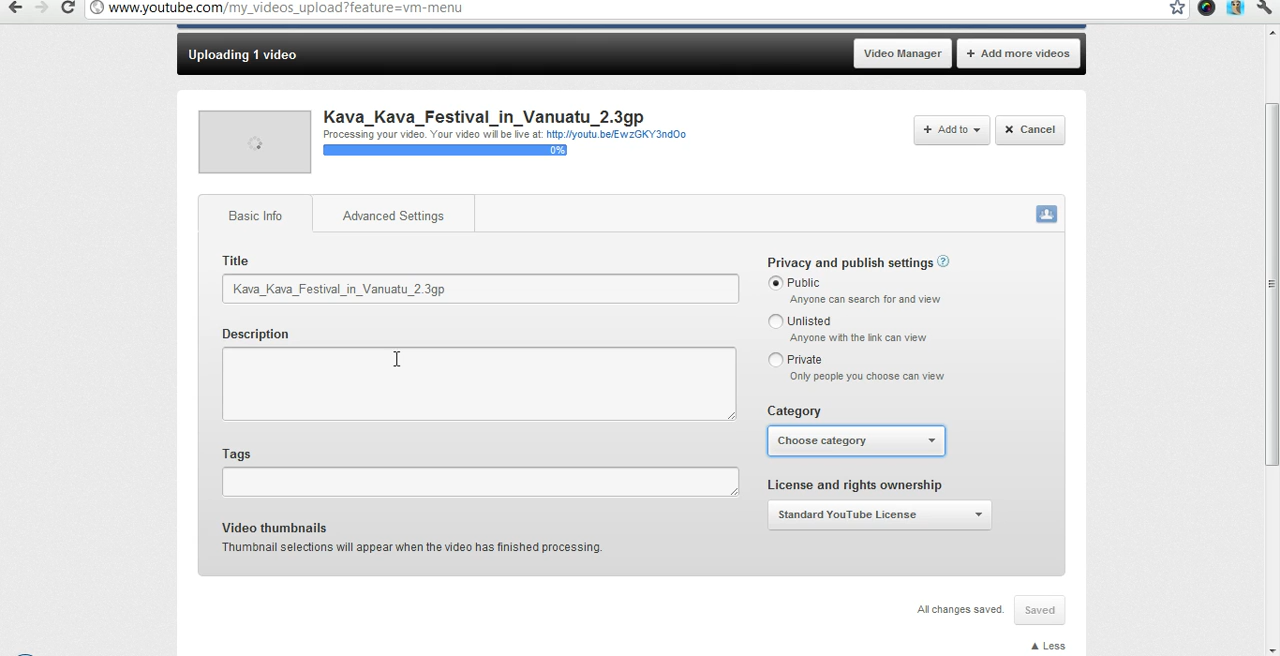 www.youtube.com/my_videos_upload?feature=vm-menu
Uploading 1 video
Video Manager
+ Add more videos
Kava_Kava_Festival_in_Vanuatu_2.3gp
Processing your video. Your video will be live at: http://youtu.be/EwzGKY3ndOo
0%
+ Add to
× Cancel
Basic Info
Advanced Settings
Title
Kava_Kava_Festival_in_Vanuatu_2.3gp
Description
Tags
Video thumbnails
Thumbnail selections will appear when the video has finished processing.
Privacy and publish settings ?
Public
Anyone can search for and view
Unlisted
Anyone with the link can view
Private
Only people you choose can view
Category
Choose category
License and rights ownership
Standard YouTube License
All changes saved.
Saved
▲ Less